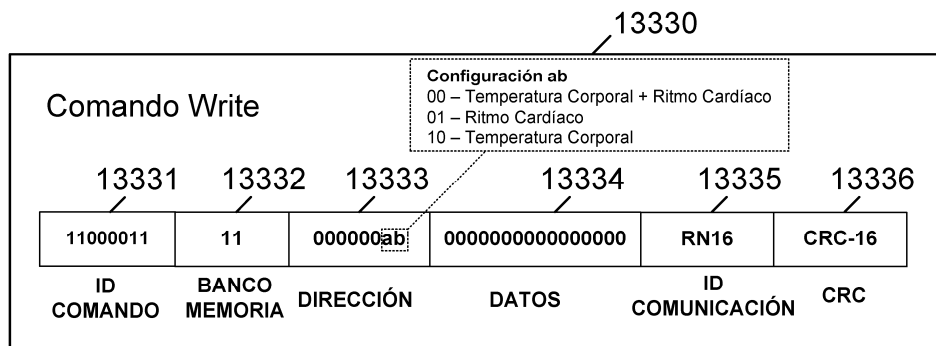 13330
Configuración ab
00 – Temperatura Corporal + Ritmo Cardíaco
01 – Ritmo Cardíaco
10 – Temperatura Corporal
Comando Write
13331 13332 13333 13334 13335 13336
11000011 11 000000ab 0000000000000000 RN16 CRC-16
ID COMANDO
BANCO MEMORIA
DIRECCIÓN
DATOS
ID COMUNICACIÓN
CRC